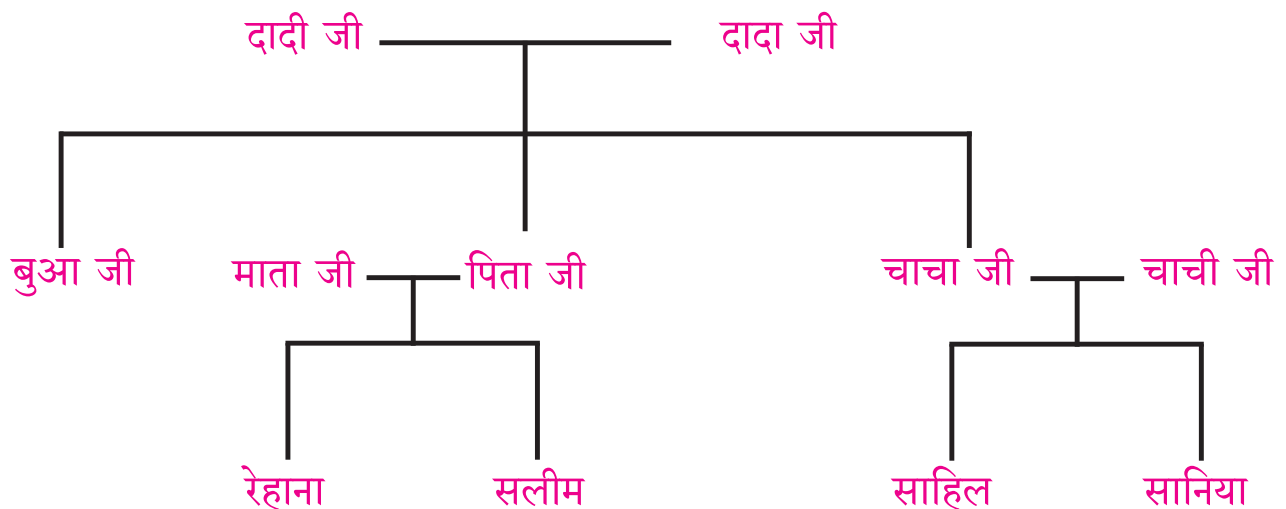 दादी जी दादा जी
बुआ जी माता जी पिता जी चाचा जी चाची जी
रेहाना सलीम साहिल सानिया